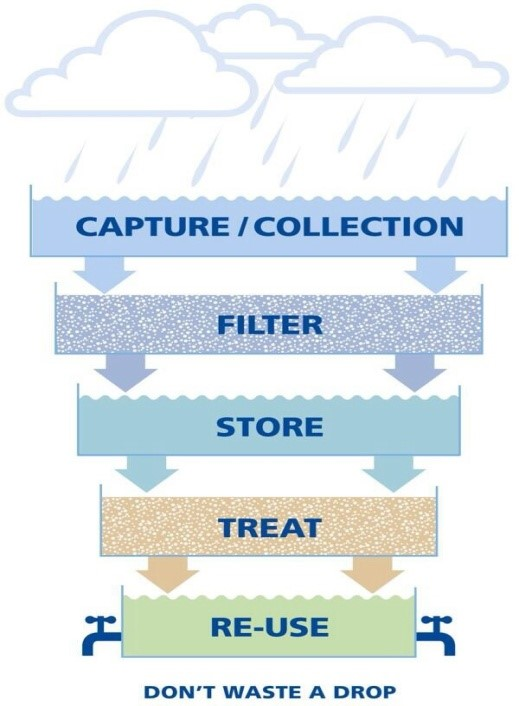 CAPTURE / COLLECTION
FILTER
STORE
TREAT
RE-USE
DON'T WASTE A DROP